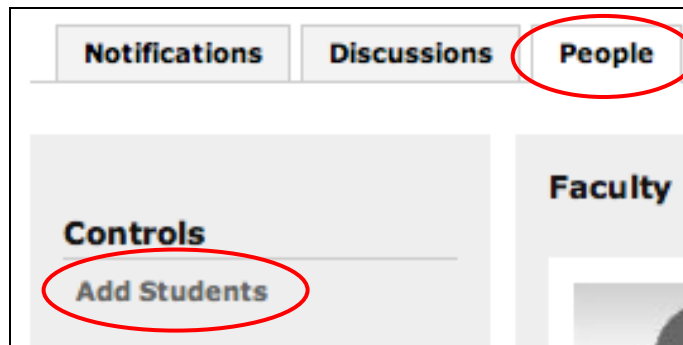 Notifications Discussions People
Faculty
Controls
Add Students